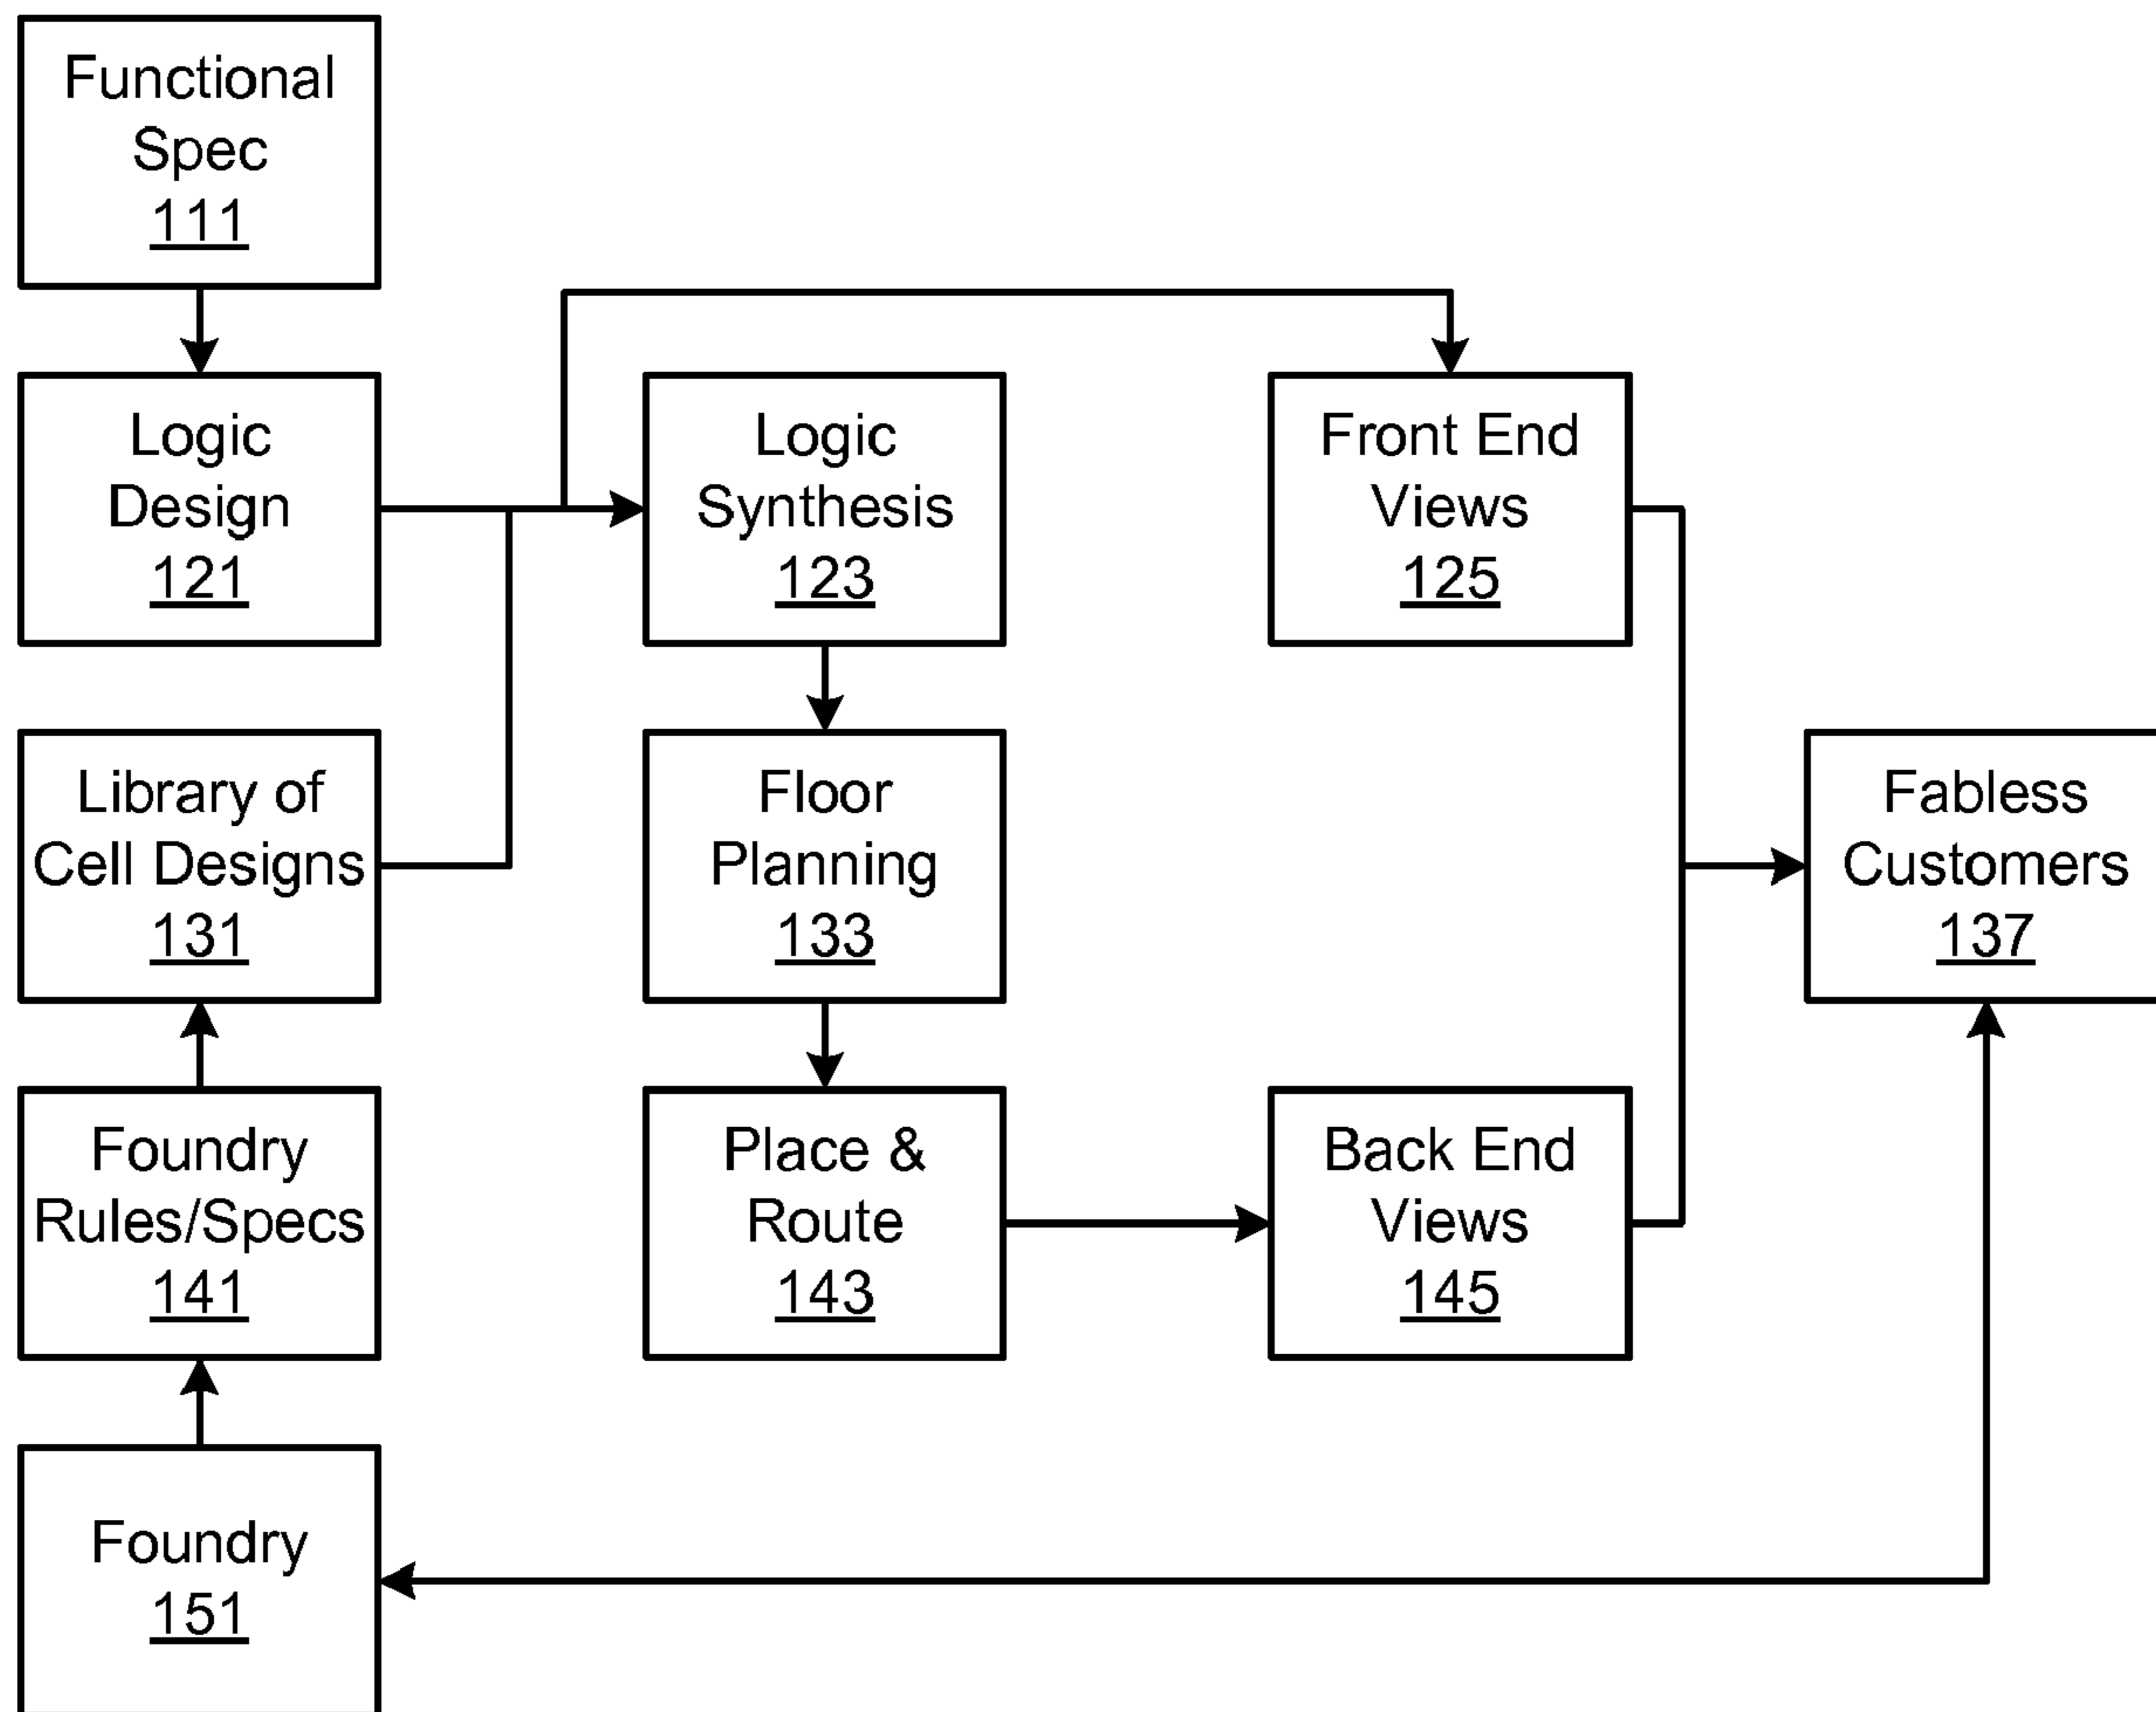 Functional
Spec
111
Logic
Design
121
Logic
Synthesis
123
Front End
Views
125
Library of
Cell Designs
131
Floor
Planning
133
Fabless
Customers
137
Foundry
Rules/Specs
141
Place &
Route
143
Back End
Views
145
Foundry
151